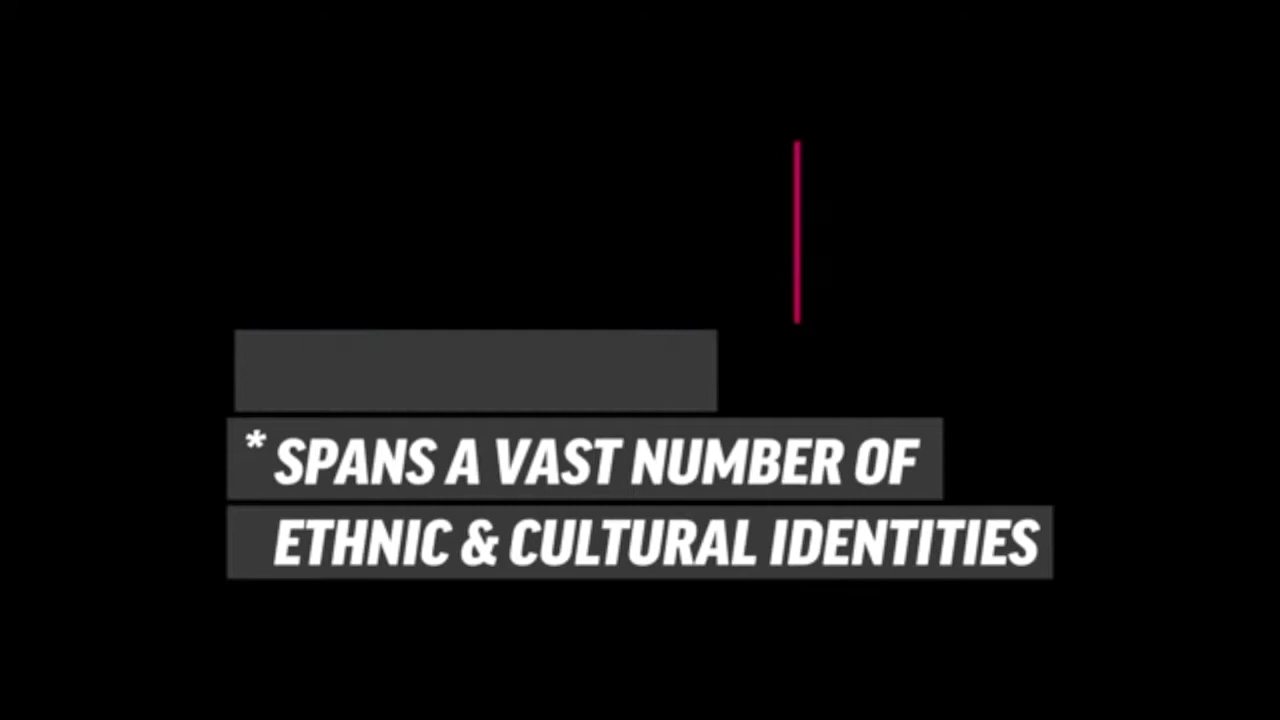 * SPANS A VAST NUMBER OF
ETHNIC & CULTURAL IDENTITIES